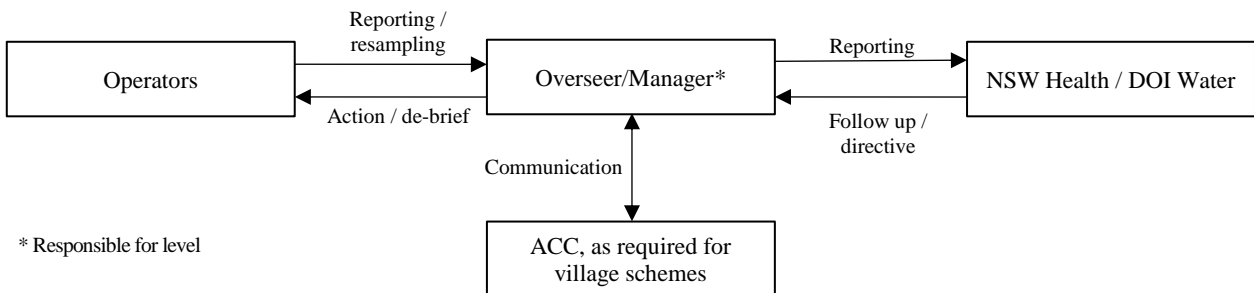 Reporting /
resampling
Reporting
Operators
Overseer/Manager*
NSW Health / DOI Water
Action / de-brief
Follow up /
directive
Communication
* Responsible for level
ACC, as required for
village schemes